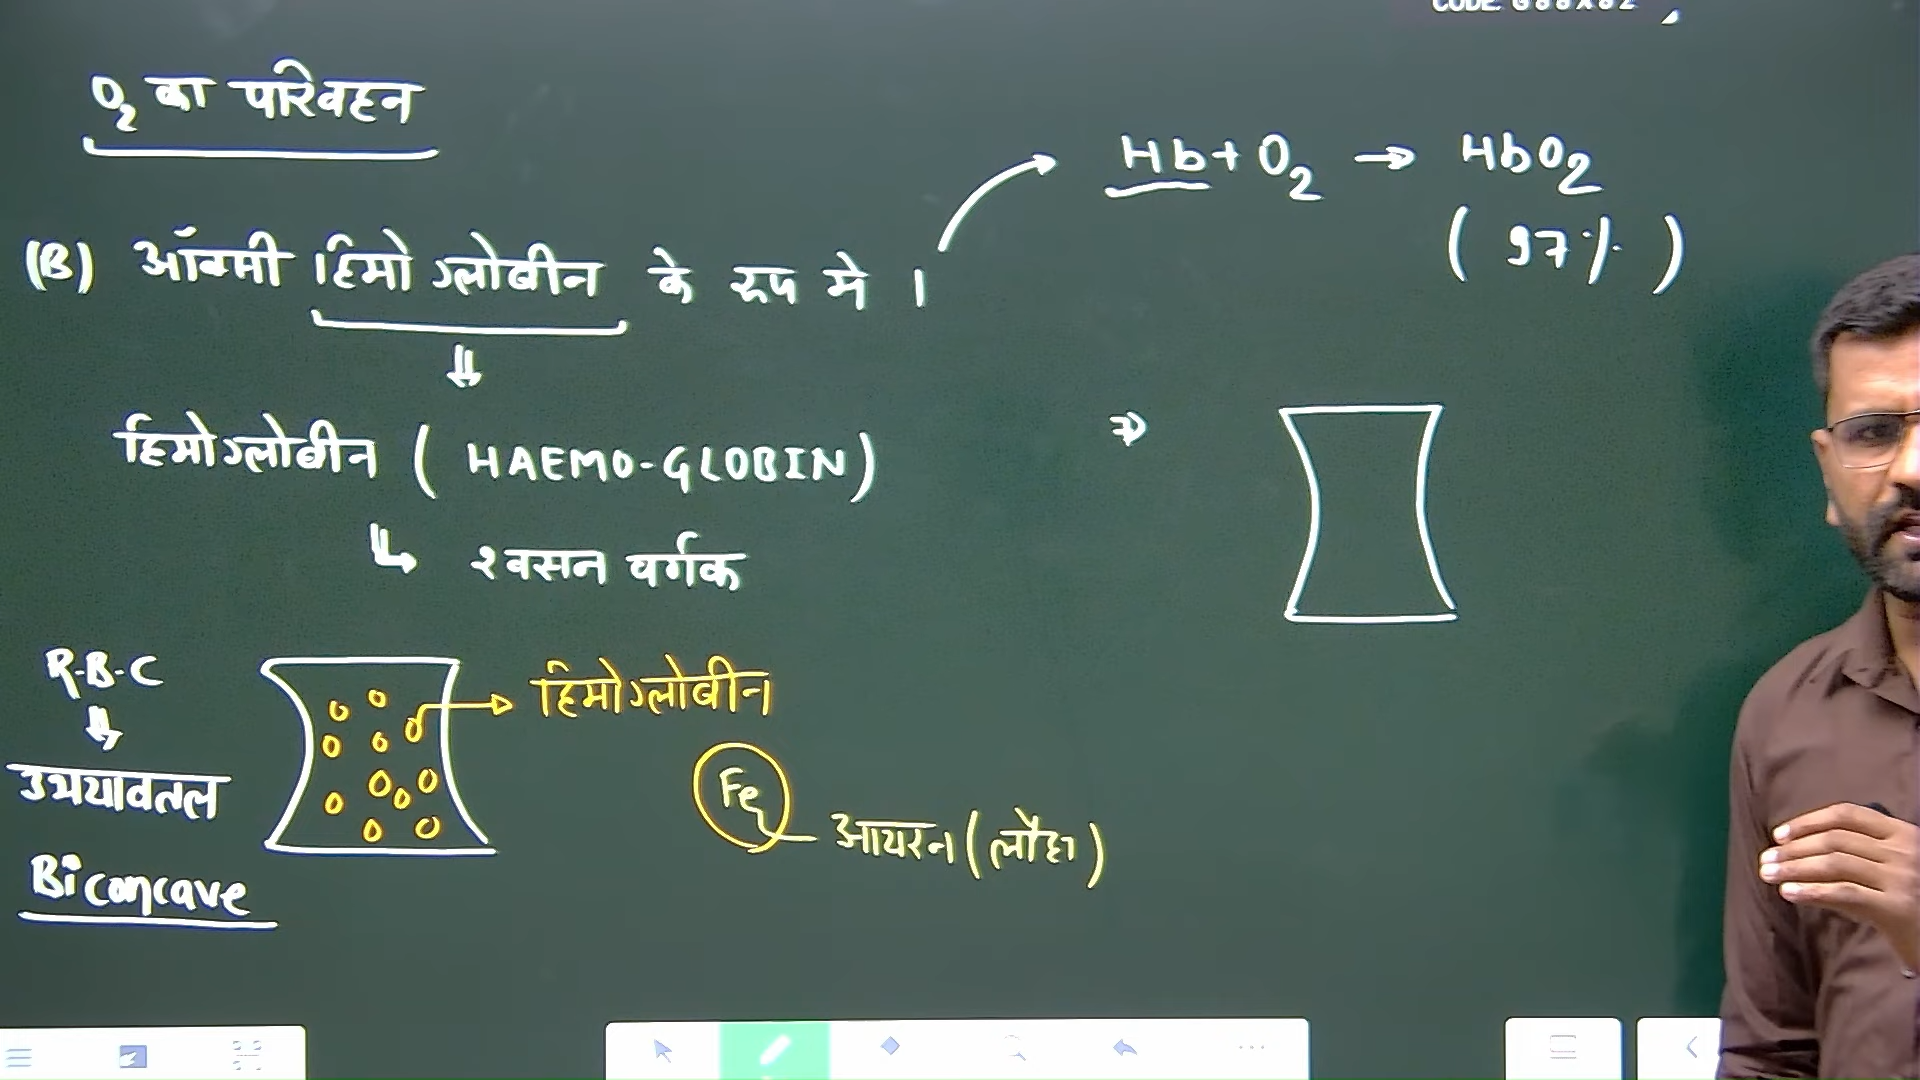 O₂ का परिवहन
Hb + O₂ → HbO₂
(97%)
(B) ऑक्सी हिमोग्लोबीन के रूप मे ।
हिमोग्लोबीन ( HAEMO-GLOBIN)
श्वसन वर्णक
R.B.C
उभयावतल
Biconcave
हिमोग्लोबीन
Fe
आयरन (लौहा)